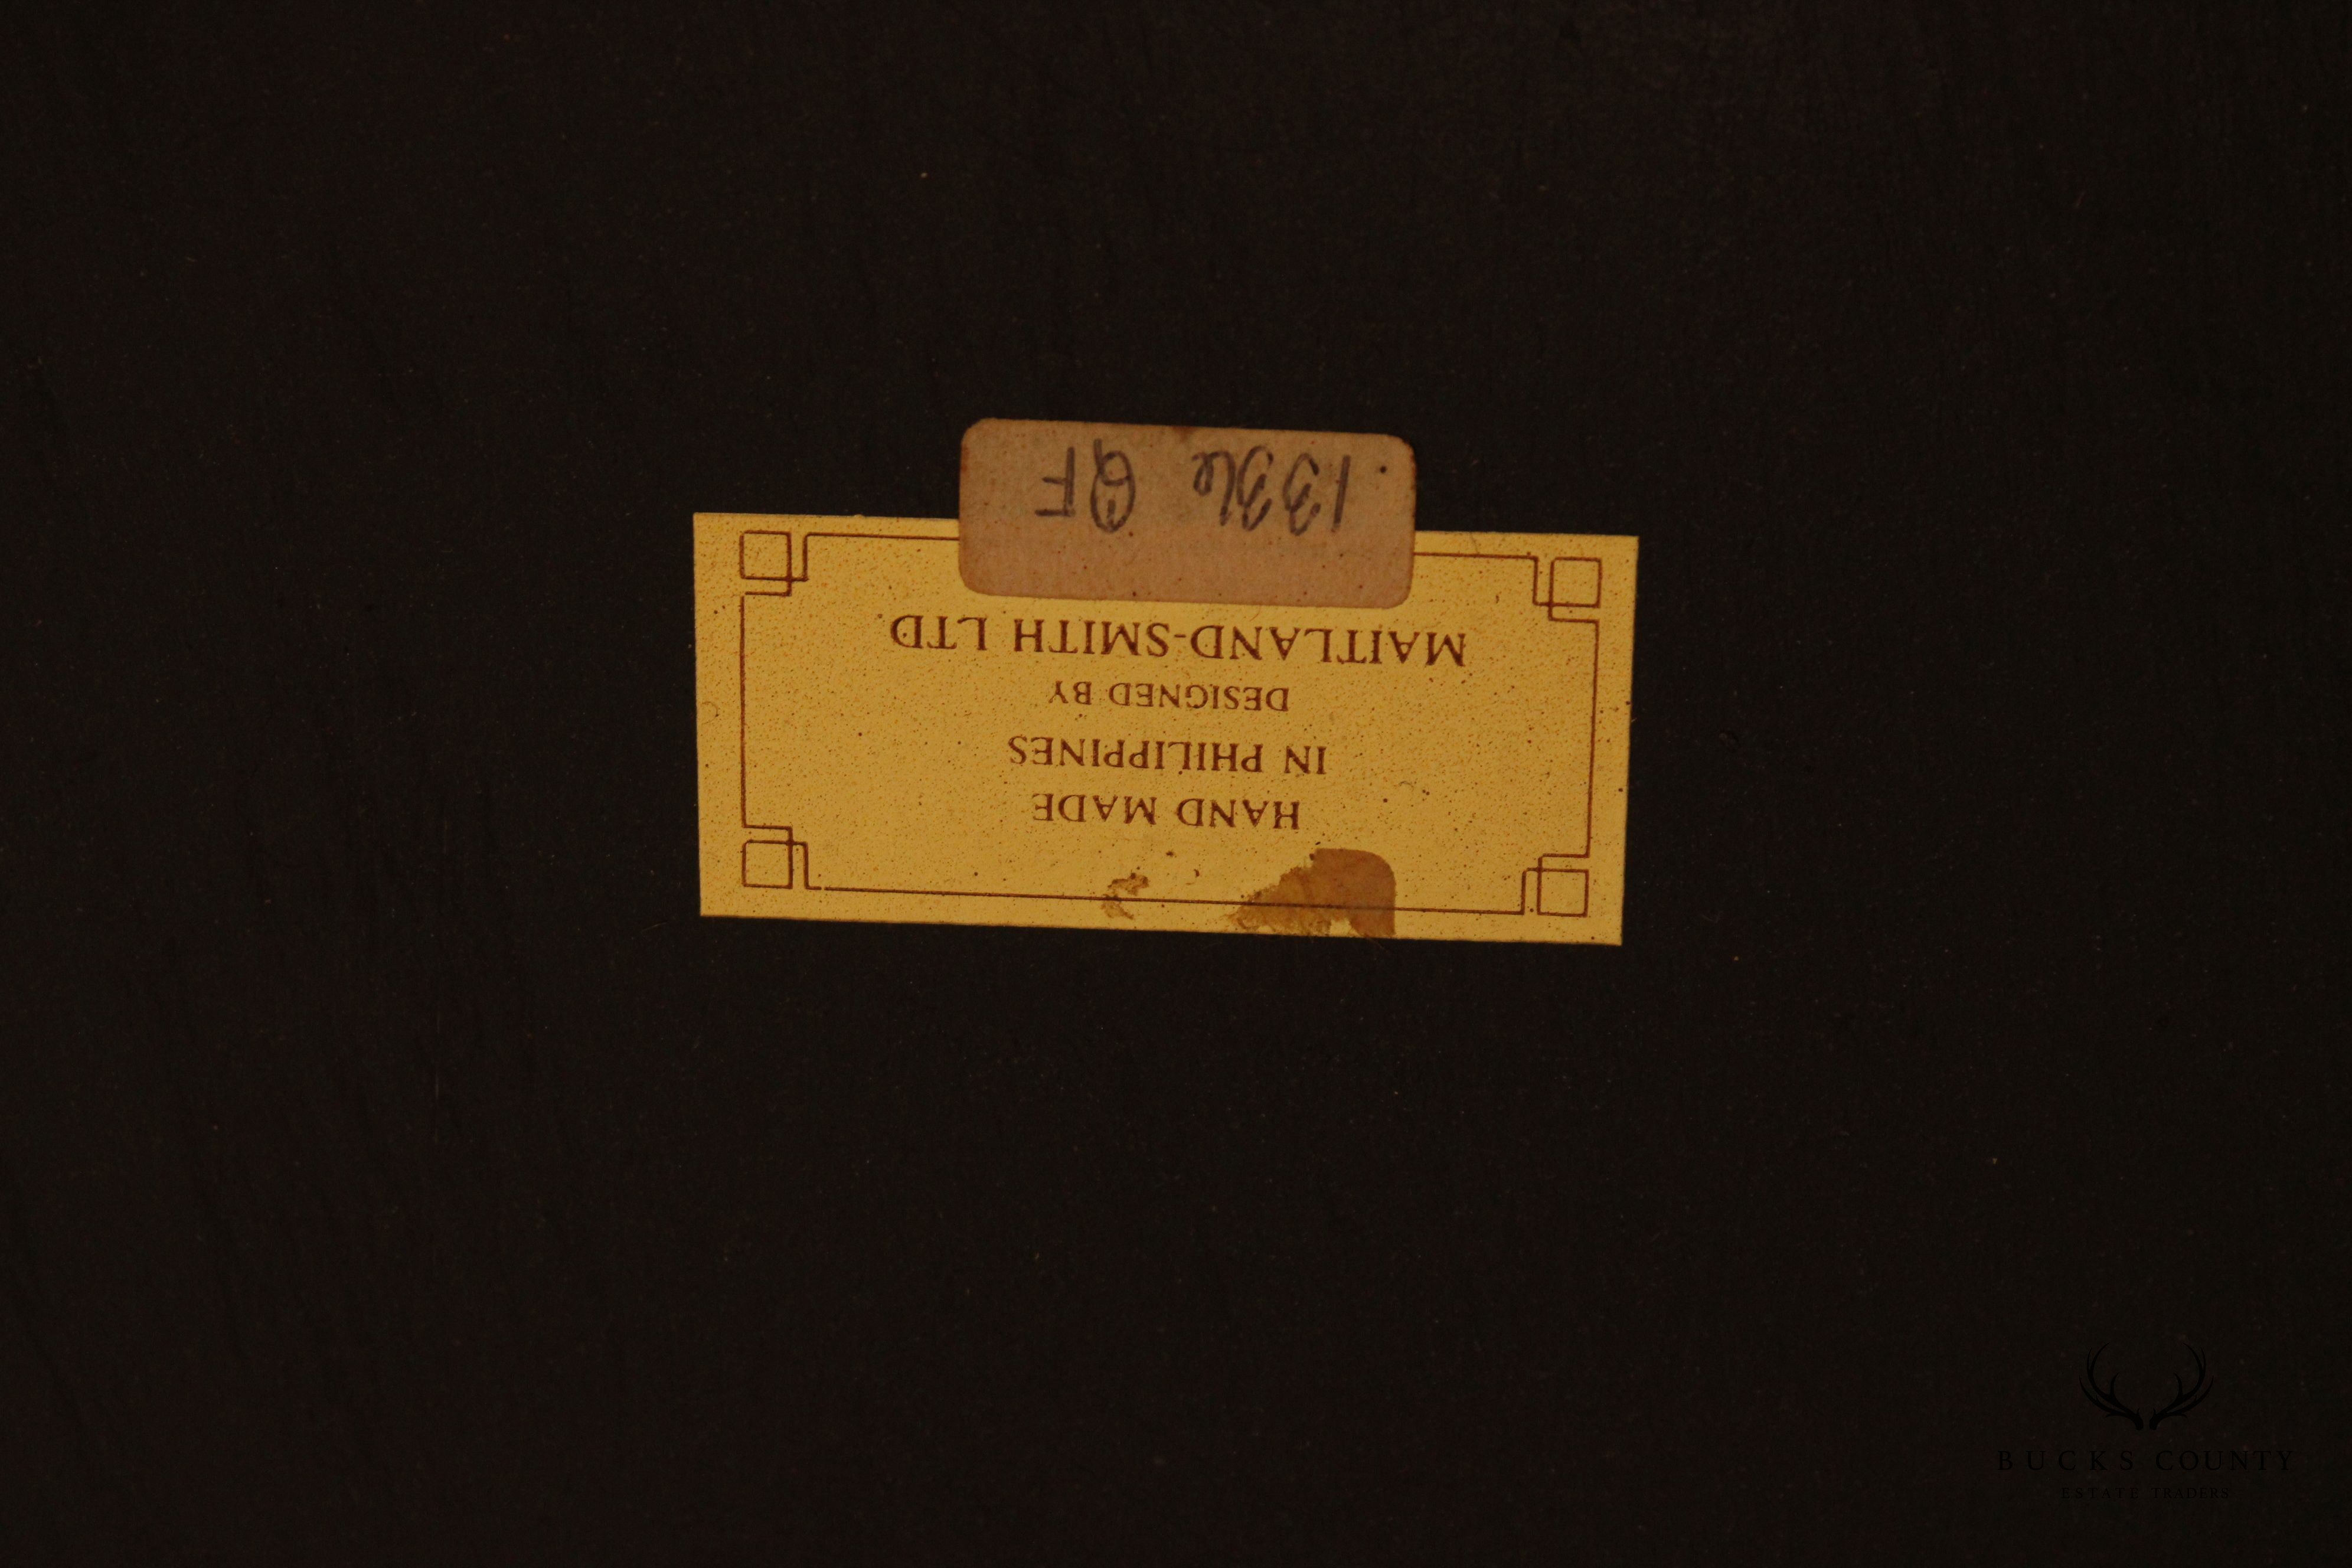 HAND MADE
IN PHILIPPINES
DESIGNED BY
MAITLAND-SMITH LTD
1336 QF
BUCKS COUNTY
ESTATE TRADERS